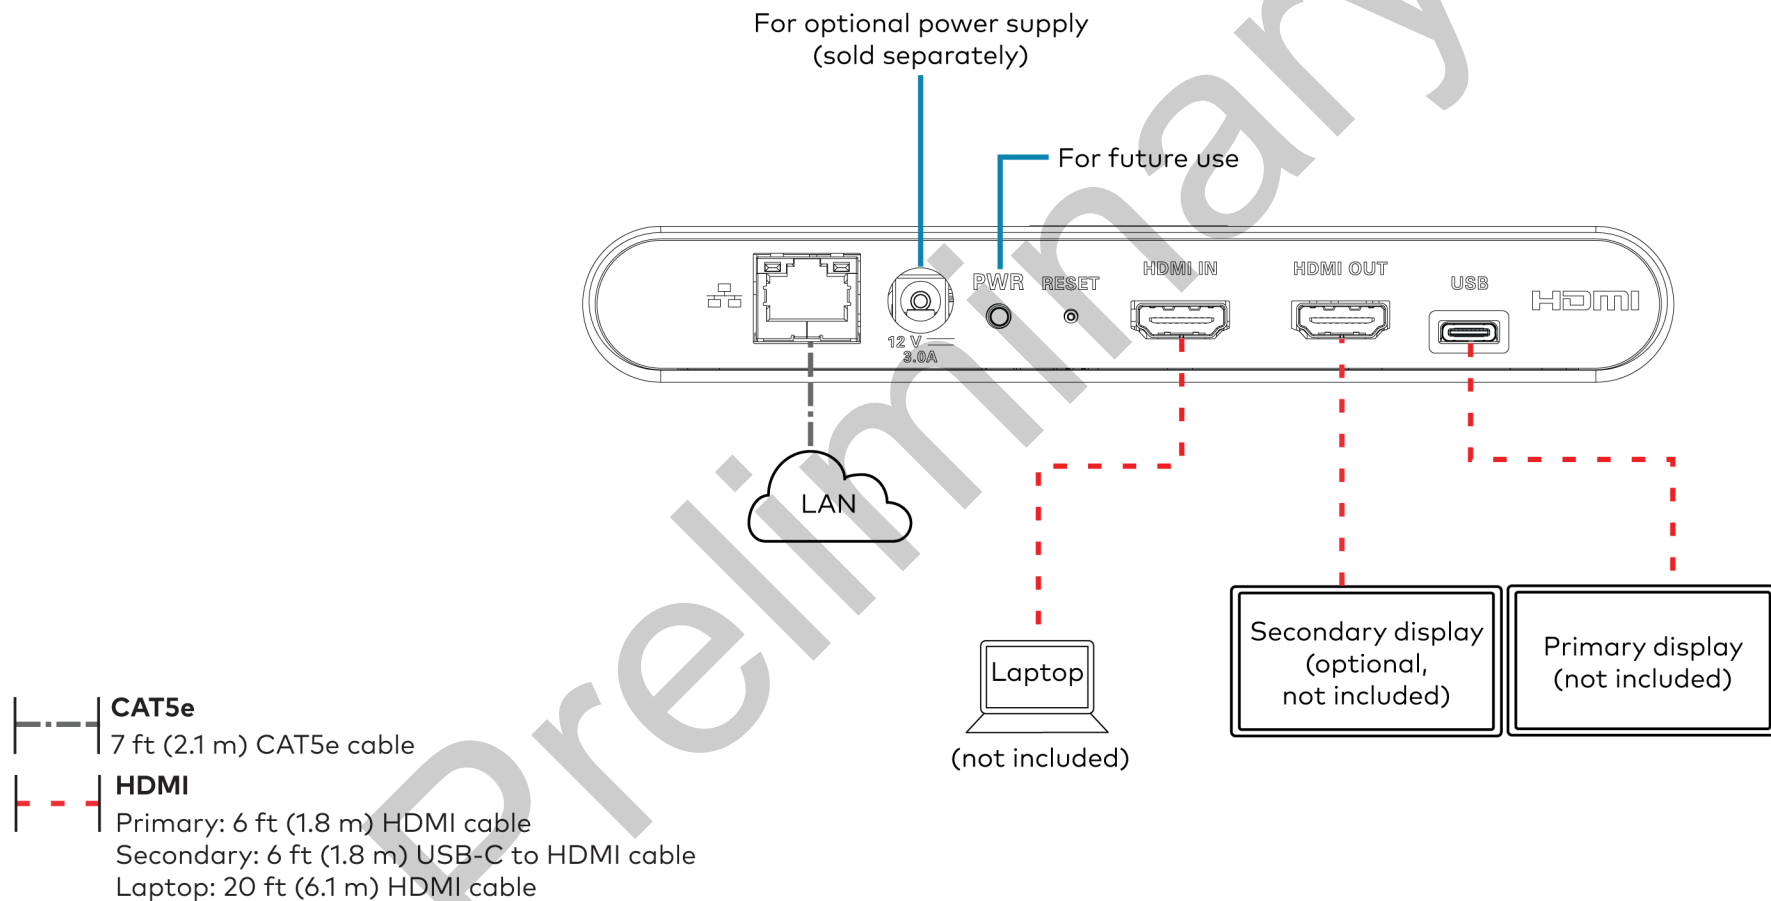 For optional power supply
(sold separately)
For future use
PWR
RESET
HDMI IN
HDMI OUT
USB
HDMI
12 V
3.0A
LAN
Laptop
(not included)
Secondary display
(optional,
not included)
Primary display
(not included)
CAT5e
7 ft (2.1 m) CAT5e cable
HDMI
Primary: 6 ft (1.8 m) HDMI cable
Secondary: 6 ft (1.8 m) USB-C to HDMI cable
Laptop: 20 ft (6.1 m) HDMI cable
Preliminary